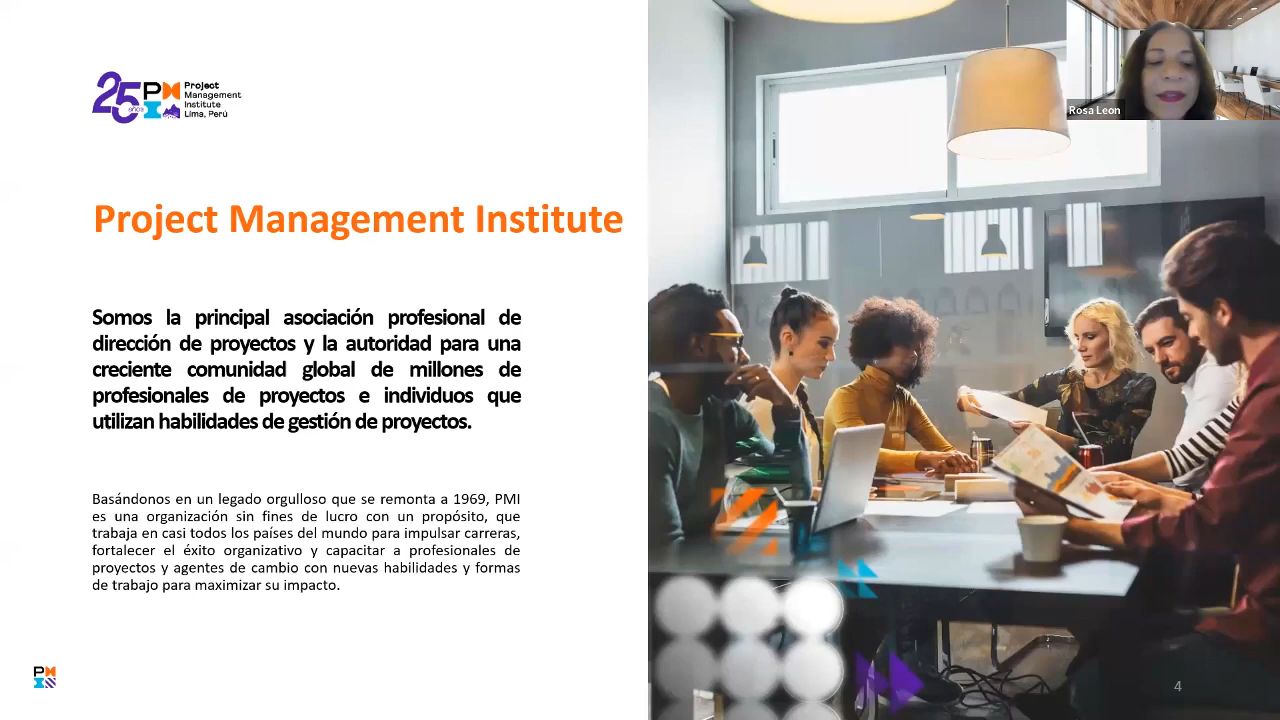 25 años
PMI
Project
Management
Institute
Lima, Perú
Rosa Leon
Project Management Institute
Somos la principal asociación profesional de
dirección de proyectos y la autoridad para una
creciente comunidad global de millones de
profesionales de proyectos e individuos que
utilizan habilidades de gestión de proyectos.
Basándonos en un legado orgulloso que se remonta a 1969, PMI
es una organización sin fines de lucro con un propósito, que
trabaja en casi todos los países del mundo para impulsar carreras,
fortalecer el éxito organizativo y capacitar a profesionales de
proyectos y agentes de cambio con nuevas habilidades y formas
de trabajo para maximizar su impacto.
PMI
4